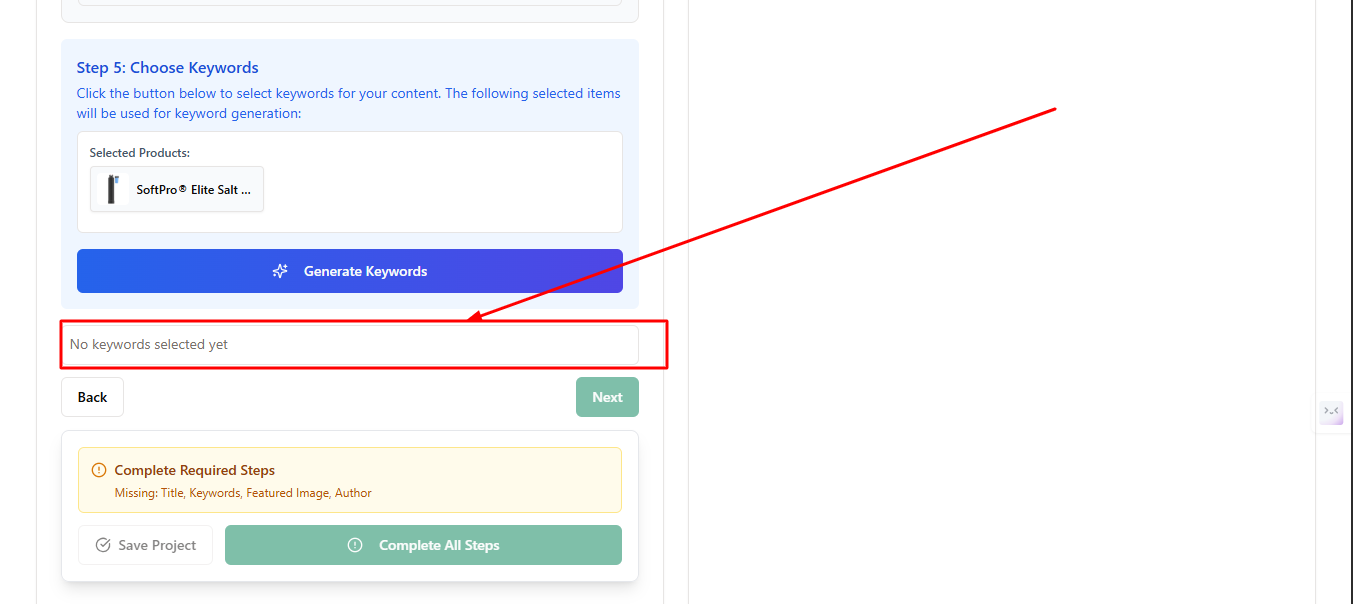 Step 5: Choose Keywords
Click the button below to select keywords for your content. The following selected items
will be used for keyword generation:
Selected Products:
SoftPro® Elite Salt ...
Generate Keywords
No keywords selected yet
Back
Next
Complete Required Steps
Missing: Title, Keywords, Featured Image, Author
Save Project
Complete All Steps